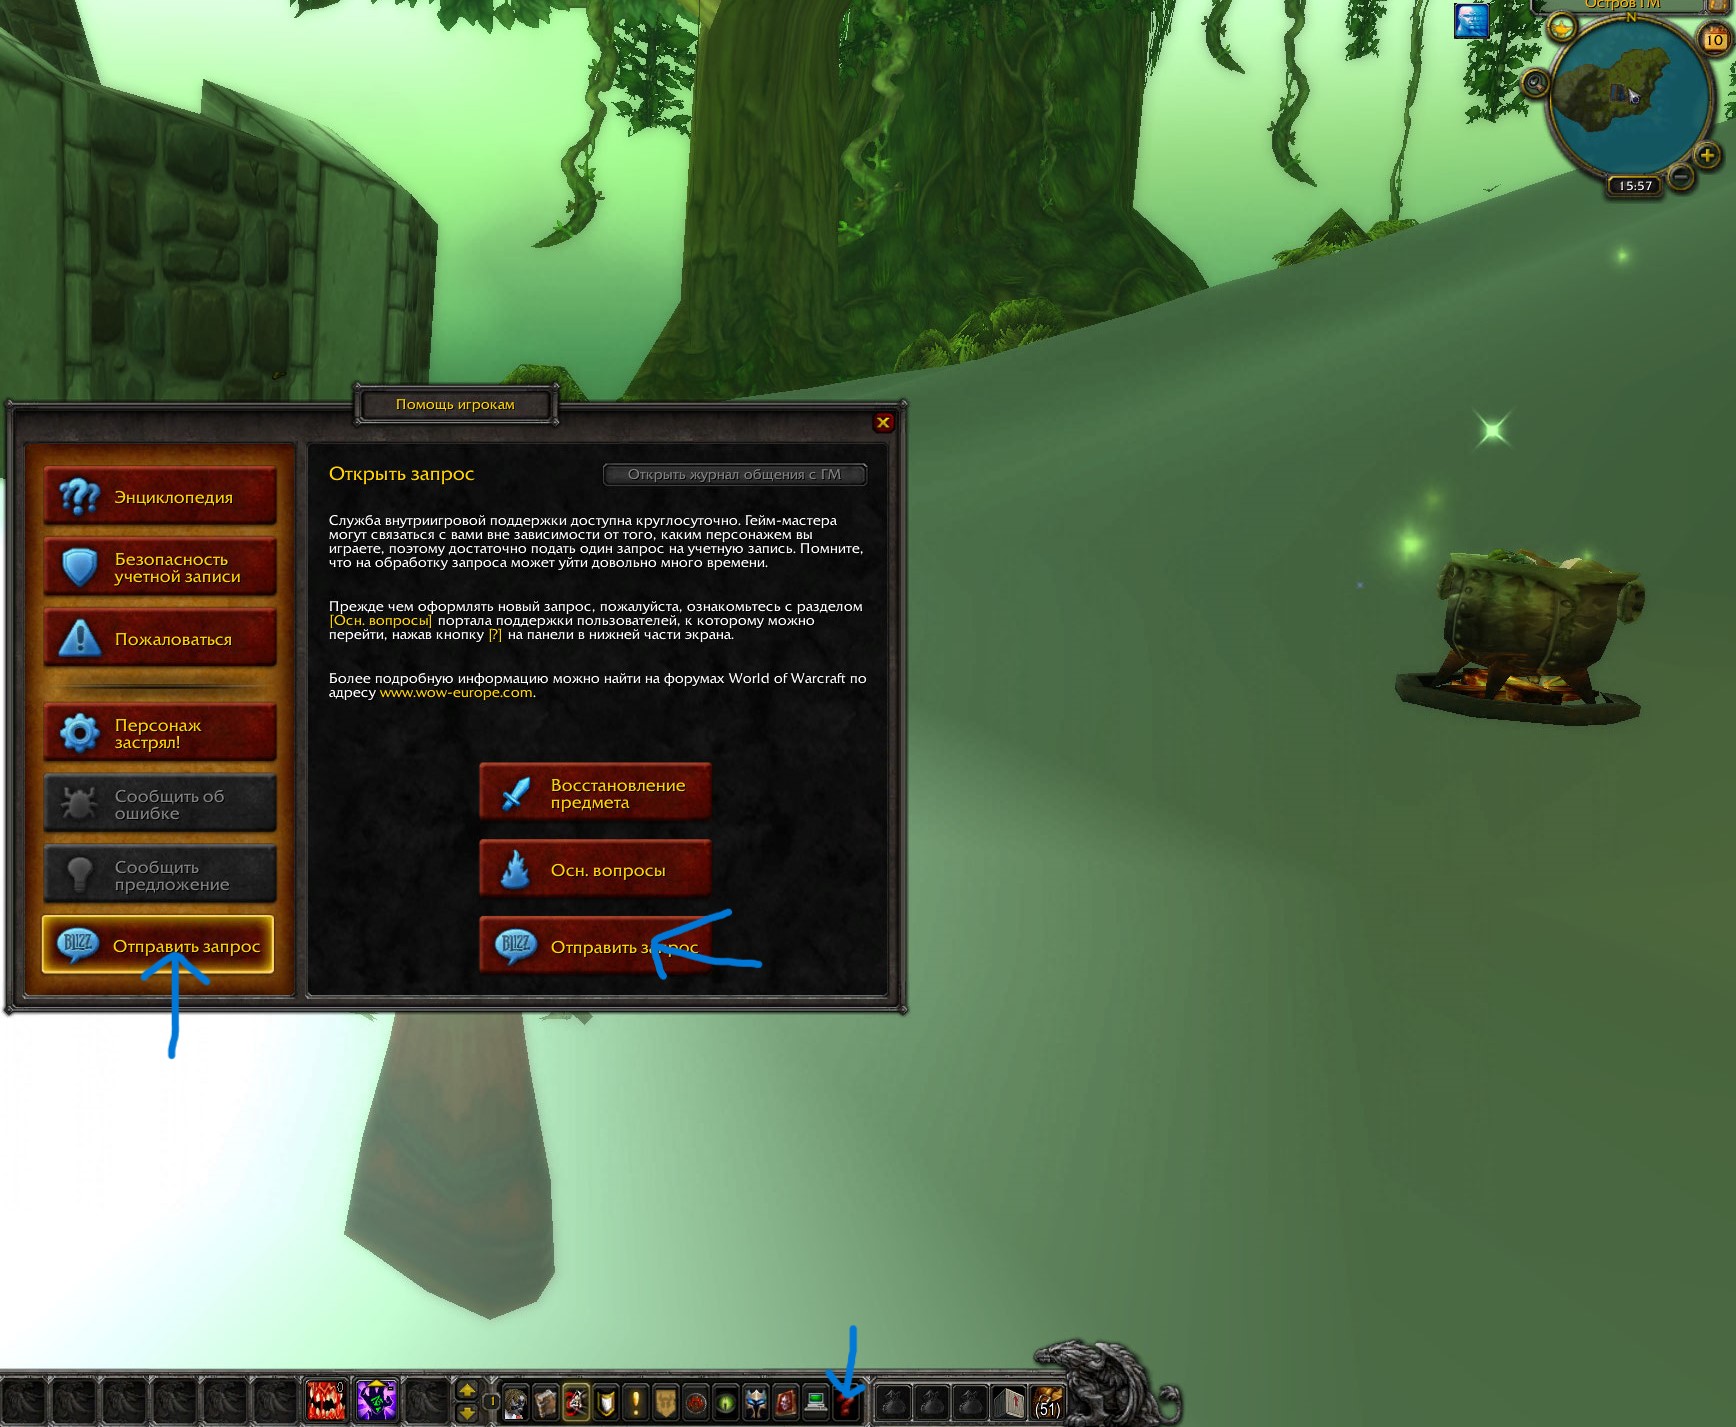 Остров ГМ
N
10
15:57
Помощь игрокам
Энциклопедия
Безопасность
учетной записи
Пожаловаться
Персонаж
застрял!
Сообщить об
ошибке
Сообщить
предложение
BLIZZ
Отправить запрос
Открыть запрос
Открыть журнал общения с ГМ
Служба внутриигровой поддержки доступна круглосуточно. Гейм-мастера
могут связаться с вами вне зависимости от того, каким персонажем вы
играете, поэтому достаточно подать один запрос на учетную запись. Помните,
что на обработку запроса может уйти довольно много времени.
Прежде чем оформлять новый запрос, пожалуйста, ознакомьтесь с разделом
[Осн. вопросы] портала поддержки пользователей, к которому можно
перейти, нажав кнопку [?] на панели в нижней части экрана.
Более подробную информацию можно найти на форумах World of Warcraft по
адресу www.wow-europe.com.
Восстановление
предмета
Осн. вопросы
BLIZZ
Отправить запрос
0
1
(51)